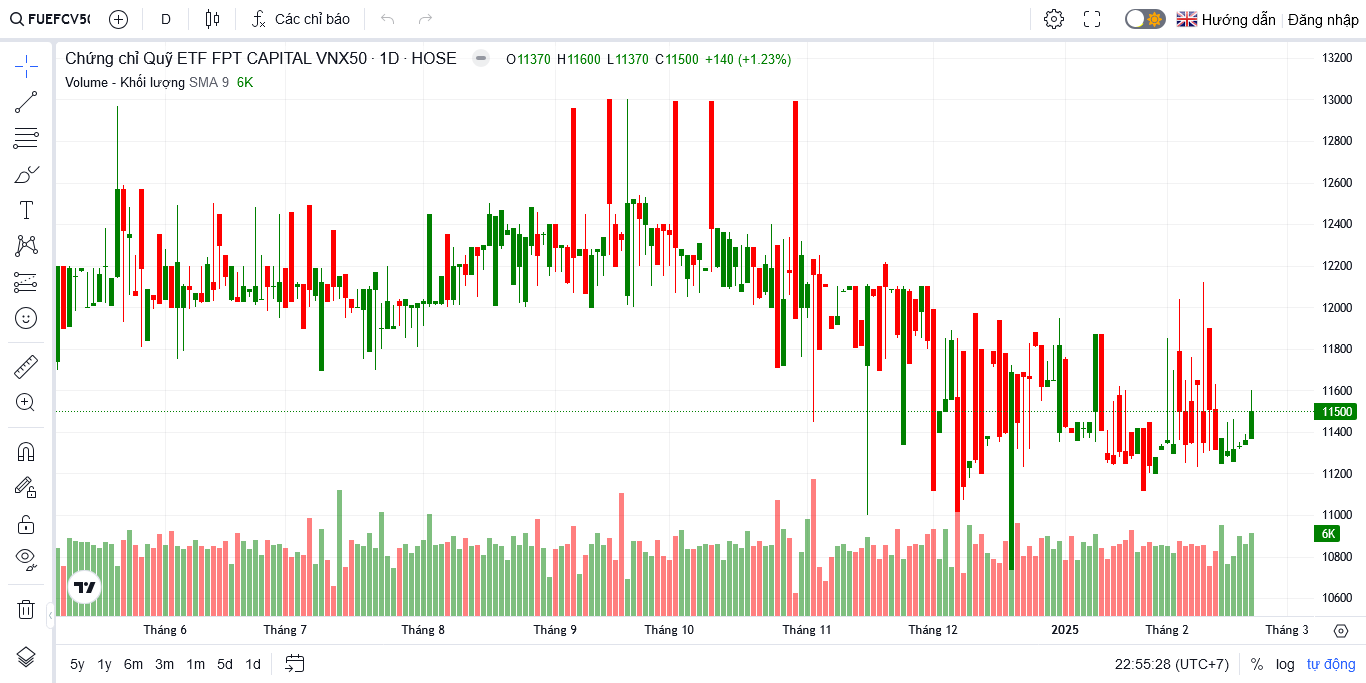 FUEFCV50 D Các chỉ báo Hướng dẫn Đăng nhập
Chứng chỉ Quỹ ETF FPT CAPITAL VNX50 · 1D · HOSE O11370 H11600 L11370 C11500 +140 (+1.23%)
Volume - Khối lượng SMA 9 6K
13200
13000
12800
12600
12400
12200
12000
11800
11600
11500
11400
11200
11000
6K
10800
10600
Tháng 6 Tháng 7 Tháng 8 Tháng 9 Tháng 10 Tháng 11 Tháng 12 2025 Tháng 2 Tháng 3
5y 1y 6m 3m 1m 5d 1d 22:55:28 (UTC+7) % log tự động